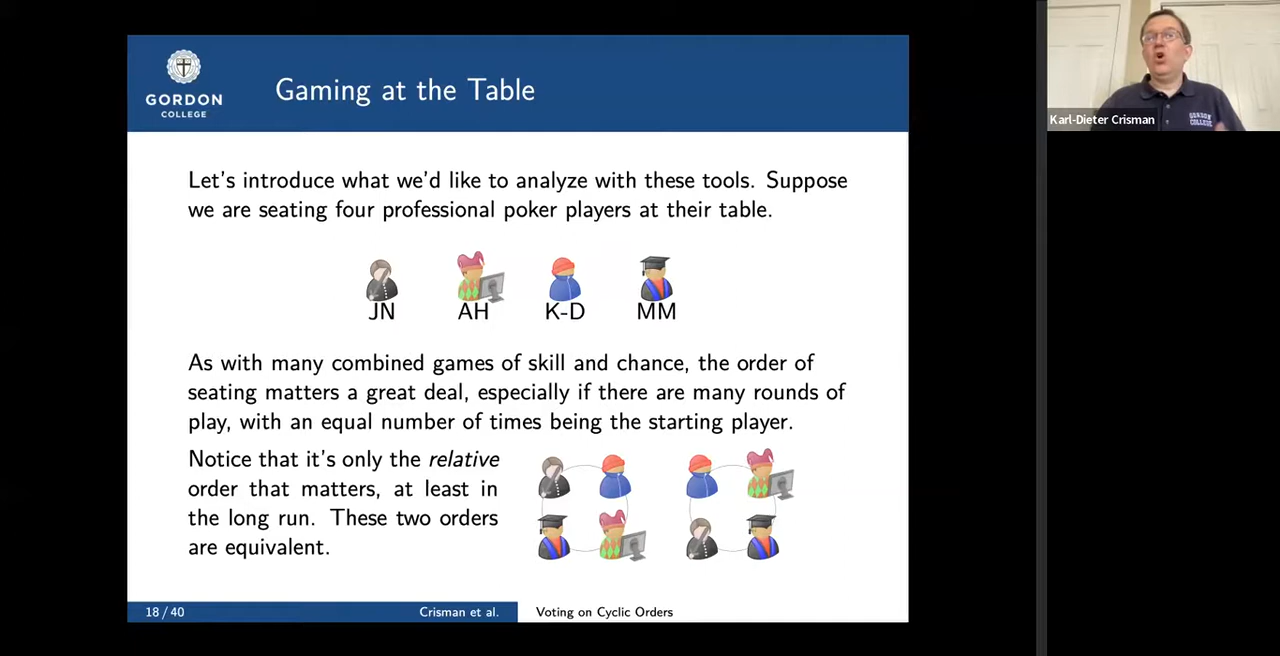 GORDON
COLLEGE
Gaming at the Table
Karl-Dieter Crisman
GORDON
COLLEGE
Let's introduce what we'd like to analyze with these tools. Suppose
we are seating four professional poker players at their table.
JN AH K-D MM
As with many combined games of skill and chance, the order of
seating matters a great deal, especially if there are many rounds of
play, with an equal number of times being the starting player.
Notice that it's only the relative
order that matters, at least in
the long run. These two orders
are equivalent.
18 / 40 Crisman et al. Voting on Cyclic Orders